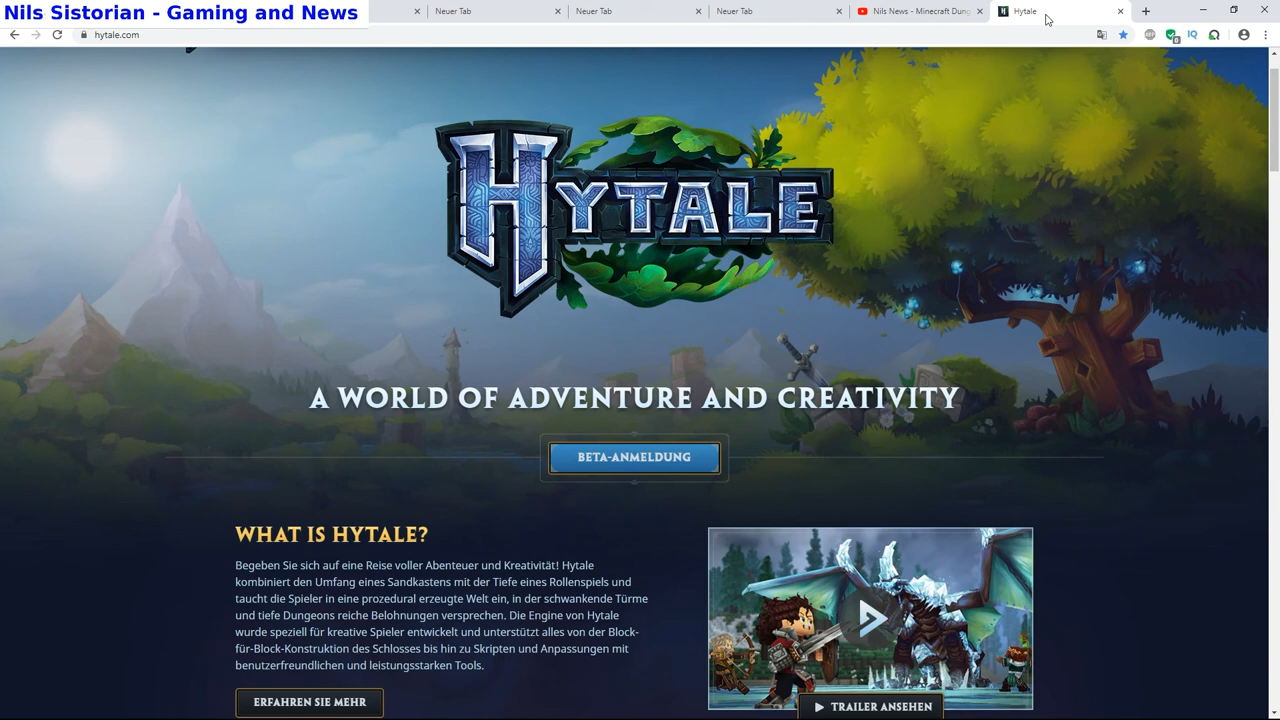 Nils Sistorian - Gaming and News
Neuer Tab
Neuer Tab
Neuer Tab
Nils News - Minecraft Dung
Hytale
hytale.com
HYTALE
A WORLD OF ADVENTURE AND CREATIVITY
BETA-ANMELDUNG
WHAT IS HYTALE?
Begeben Sie sich auf eine Reise voller Abenteuer und Kreativität! Hytale
kombiniert den Umfang eines Sandkastens mit der Tiefe eines Rollenspiels und
taucht die Spieler in eine prozedural erzeugte Welt ein, in der schwankende Türme
und tiefe Dungeons reiche Belohnungen versprechen. Die Engine von Hytale
wurde speziell für kreative Spieler entwickelt und unterstützt alles von der Block-
für-Block-Konstruktion des Schlosses bis hin zu Skripten und Anpassungen mit
benutzerfreundlichen und leistungsstarken Tools.
ERFAHREN SIE MEHR
TRAILER ANSEHEN